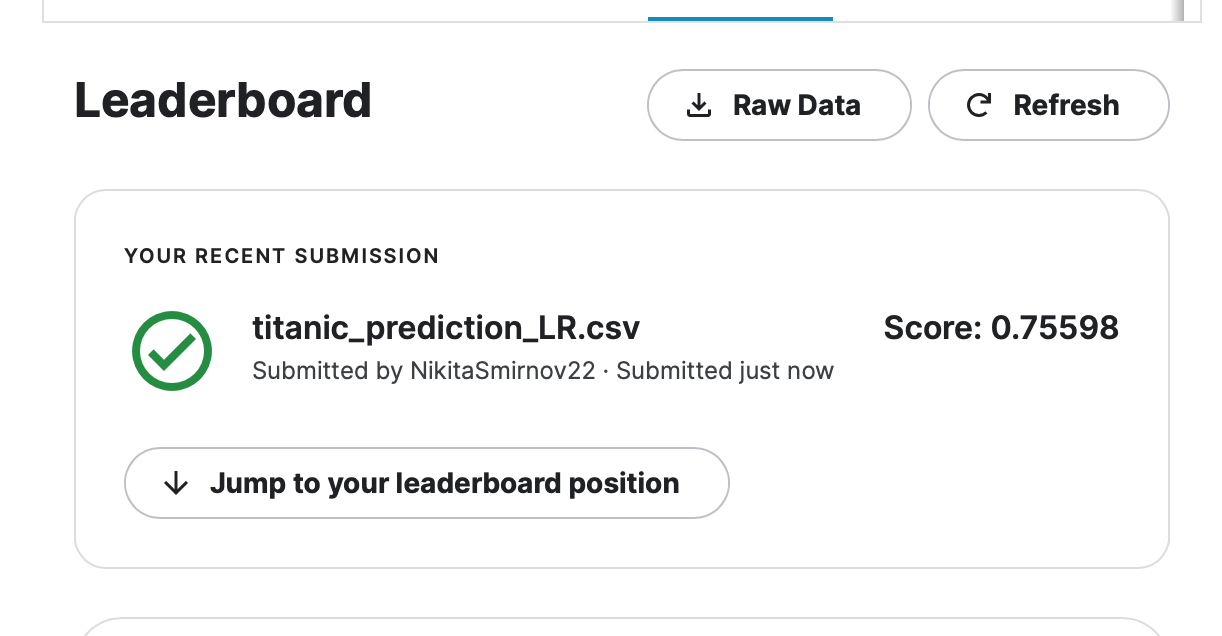 Leaderboard
Raw Data
Refresh
YOUR RECENT SUBMISSION
titanic_prediction_LR.csv
Score: 0.75598
Submitted by NikitaSmirnov22 · Submitted just now
Jump to your leaderboard position